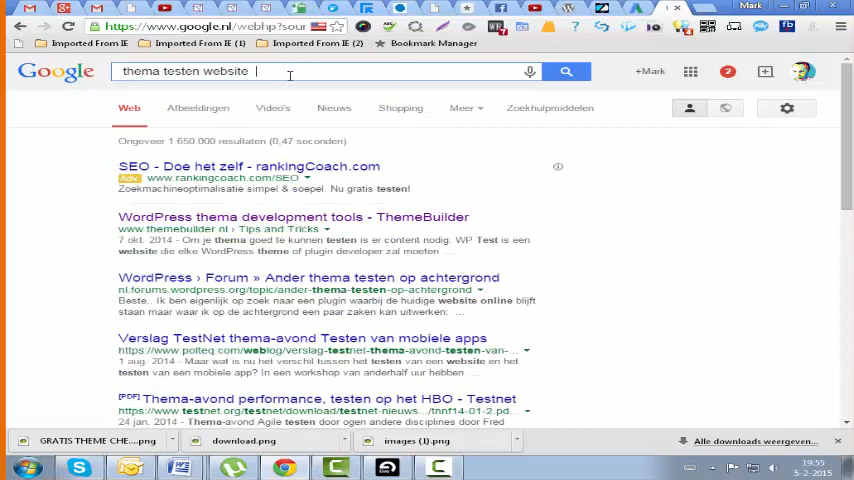 Mark
https://www.google.nl/webhp?sour
Imported From IE
Imported From IE (1)
Imported From IE (2)
Bookmark Manager
Google
thema testen website
+Mark
Web
Afbeeldingen
Video's
Nieuws
Shopping
Meer
Zoekhulpmiddelen
Ongeveer 1.650.000 resultaten (0,47 seconden)
SEO - Doe het zelf - rankingCoach.com
Adv. www.rankingcoach.com/SEO
Zoekmachineoptimalisatie simpel & soepel. Nu gratis testen!
WordPress thema development tools - ThemeBuilder
www.themebuilder.nl › Tips and Tricks
7 okt. 2014 - Om je thema goed te kunnen testen is er content nodig. WP Test is een
website die elke WordPress theme of plugin developer zal moeten ...
WordPress › Forum » Ander thema testen op achtergrond
nl.forums.wordpress.org/topic/ander-thema-testen-op-achtergrond
Beste,. Ik ben eigenlijk op zoek naar een plugin waarbij de huidige website online blijft
staan maar ik op de achtergrond een paar zaken kan uitwerken: ...
Verslag TestNet thema-avond Testen van mobiele apps
https://www.polteq.com/weblog/verslag-testnet-thema-avond-testen-van-...
1 aug. 2014 - Maar wat is nu het verschil tussen het testen van een website en het
testen van een mobiele app? In een workshop van anderhalf uur hebben ...
[PDF] Thema-avond performance, testen op het HBO - Testnet
https://www.testnet.org/testnet/download/testnet-nieuws.../tnnf14-01-2.pd...
24 jan. 2014 - Thema-avond Agile testen door ogen andere disciplines door Fred
GRATIS THEME CHE....png
download.png
images (1).png
Alle downloads weergeven...
19:55
5-2-2015